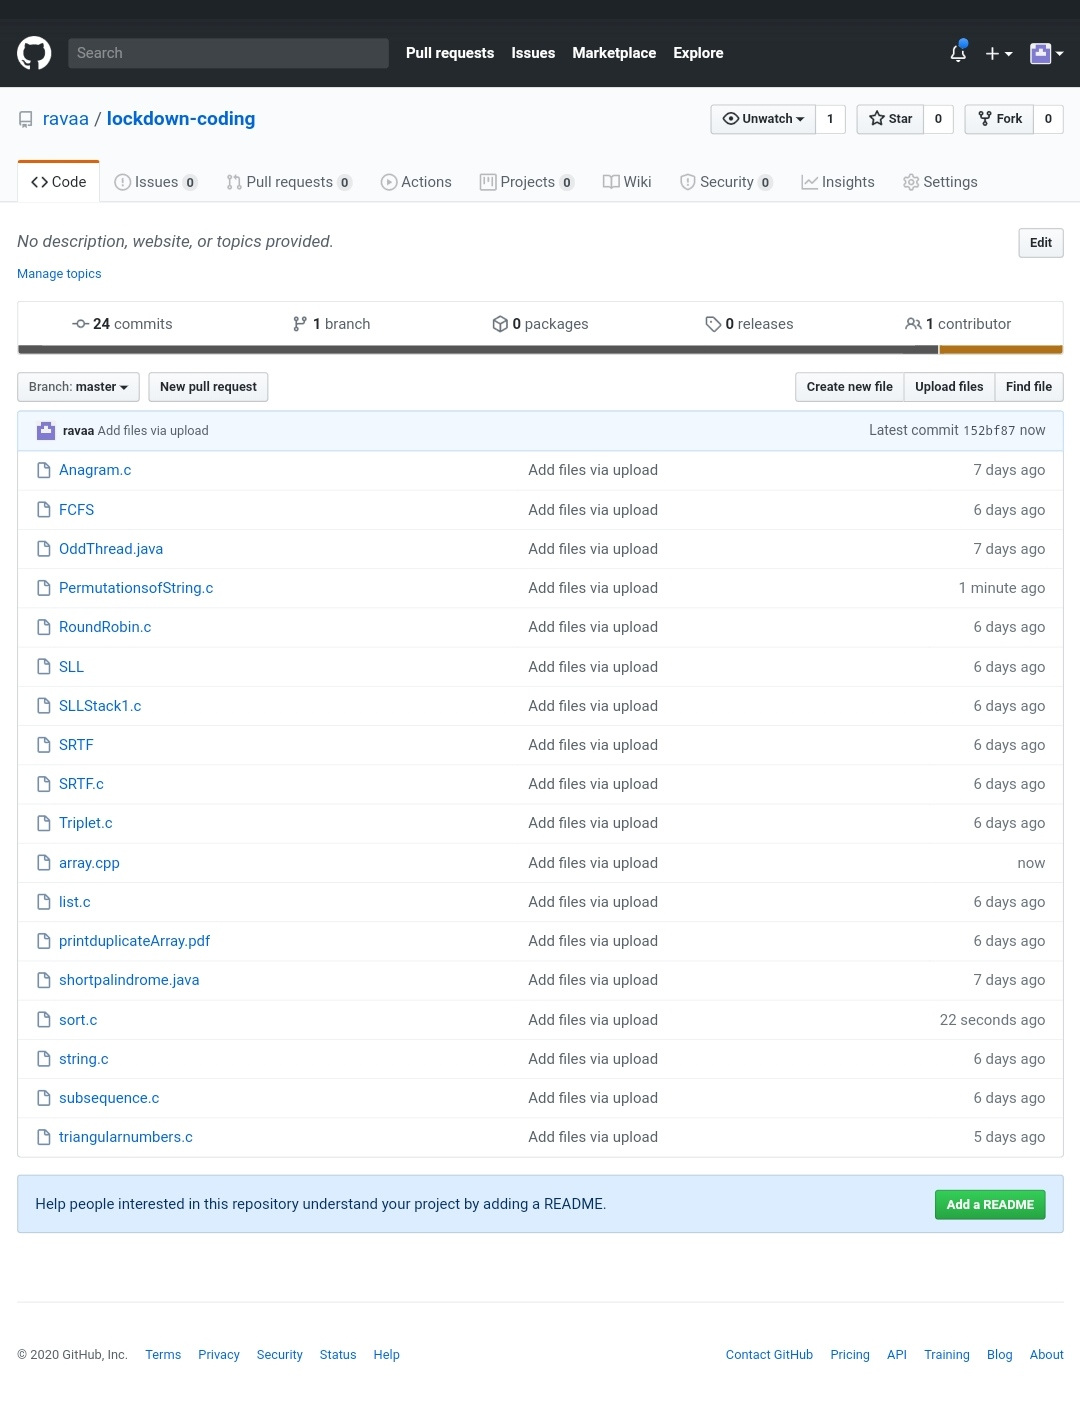 Search Pull requests Issues Marketplace Explore
ravaa / lockdown-coding Unwatch 1 Star 0 Fork 0
Code Issues 0 Pull requests 0 Actions Projects 0 Wiki Security 0 Insights Settings
No description, website, or topics provided. Edit
Manage topics
24 commits 1 branch 0 packages 0 releases 1 contributor
Branch: master New pull request Create new file Upload files Find file
ravaa Add files via upload Latest commit 152bf87 now
Anagram.c Add files via upload 7 days ago
FCFS Add files via upload 6 days ago
OddThread.java Add files via upload 7 days ago
PermutationsofString.c Add files via upload 1 minute ago
RoundRobin.c Add files via upload 6 days ago
SLL Add files via upload 6 days ago
SLLStack1.c Add files via upload 6 days ago
SRTF Add files via upload 6 days ago
SRTF.c Add files via upload 6 days ago
Triplet.c Add files via upload 6 days ago
array.cpp Add files via upload now
list.c Add files via upload 6 days ago
printduplicateArray.pdf Add files via upload 6 days ago
shortpalindrome.java Add files via upload 7 days ago
sort.c Add files via upload 22 seconds ago
string.c Add files via upload 6 days ago
subsequence.c Add files via upload 6 days ago
triangularnumbers.c Add files via upload 5 days ago
Help people interested in this repository understand your project by adding a README. Add a README
© 2020 GitHub, Inc. Terms Privacy Security Status Help Contact GitHub Pricing API Training Blog About